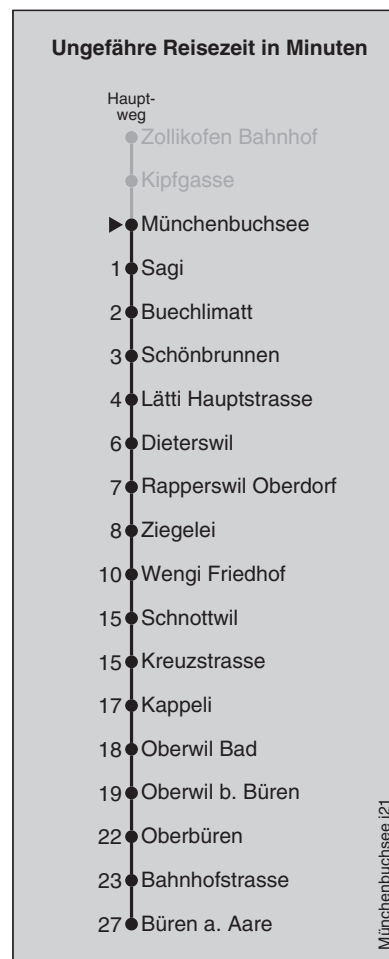 Ungefähre Reisezeit in Minuten
Haupt-
weg
Zollikofen Bahnhof
Kipfgasse
Münchenbuchsee
1 Sagi
2 Buechlimatt
3 Schönbrunnen
4 Lätti Hauptstrasse
6 Dieterswil
7 Rapperswil Oberdorf
8 Ziegelei
10 Wengi Friedhof
15 Schnottwil
15 Kreuzstrasse
17 Kappeli
18 Oberwil Bad
19 Oberwil b. Büren
22 Oberbüren
23 Bahnhofstrasse
27 Büren a. Aare
Münchenbuchsee j21